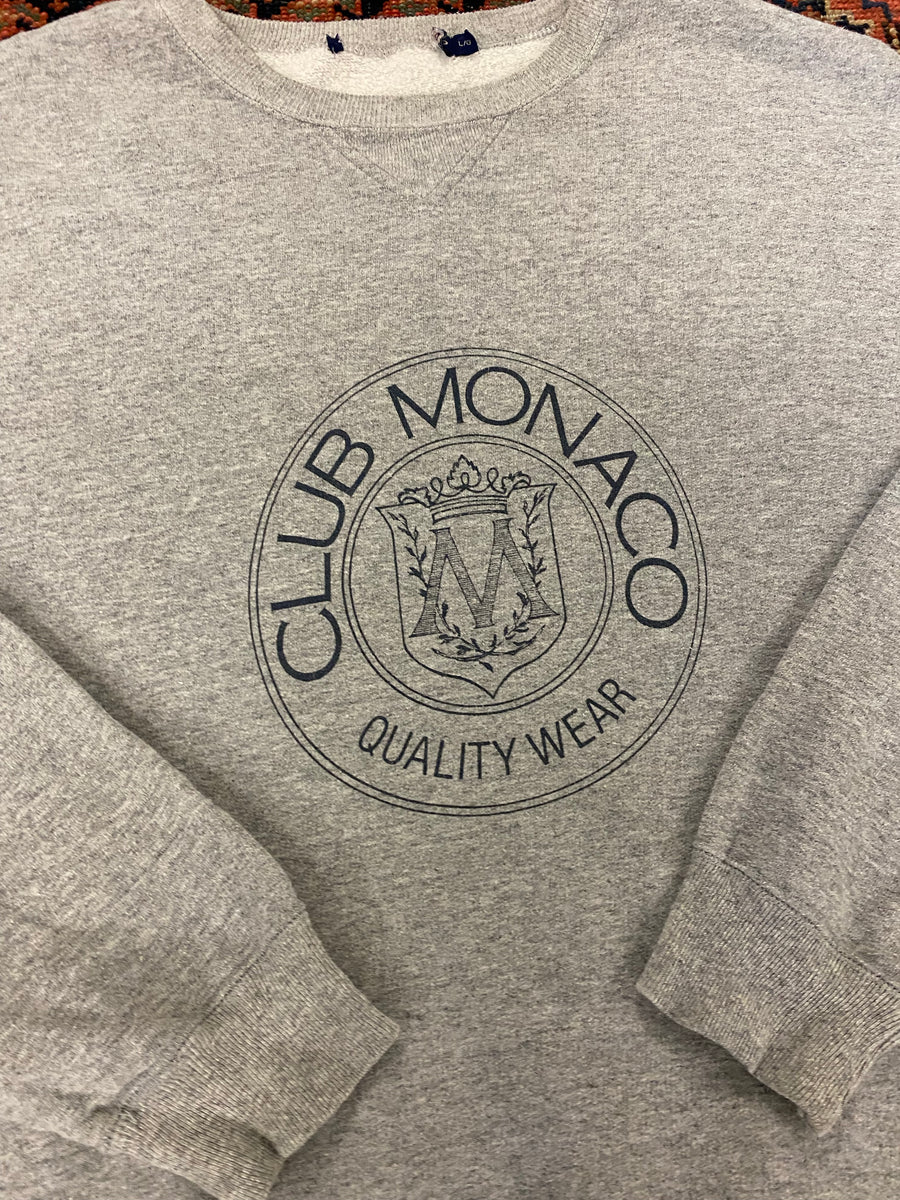 L/G
CLUB MONACO
M
QUALITY WEAR